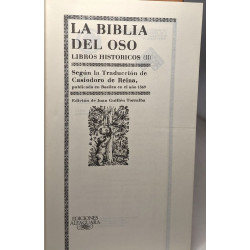 LA BIBLIA
DEL OSO
LIBROS HISTORICOS (II)
Según la Traducción de
Casiodoro de Reina,
publicada en Basilea en el año 1569
Edición de Juan Guillén Torralba
EDICIONES
ALFAGUARA